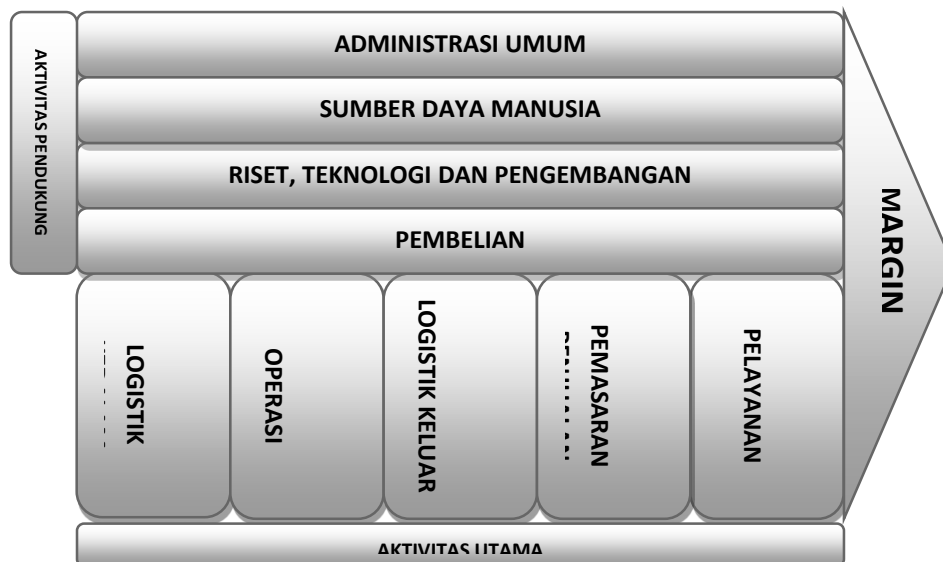 AKTIVITAS PENDUKUNG
ADMINISTRASI UMUM
SUMBER DAYA MANUSIA
RISET, TEKNOLOGI DAN PENGEMBANGAN
PEMBELIAN
MARGIN
LOGISTIK
OPERASI
LOGISTIK KELUAR
PEMASARAN
PELAYANAN
AKTIVITAS UTAMA